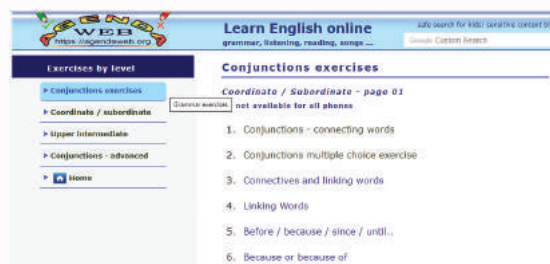 AGENDA
WEB
https://agendaweb.org
Learn English online
grammar, listening, reading, songs ...
safe search for kids: sensitive content bl
Google Custom Search
Exercises by level
Conjunctions exercises
Coordinate / subordinate
Upper Intermediate
Conjunctions - advanced
Home
Grammar exercises
Conjunctions exercises
Coordinate / Subordinate - page 01
not available for all phones
1. Conjunctions - connecting words
2. Conjunctions multiple choice exercise
3. Connectives and linking words
4. Linking Words
5. Before / because / since / until..
6. Because or because of